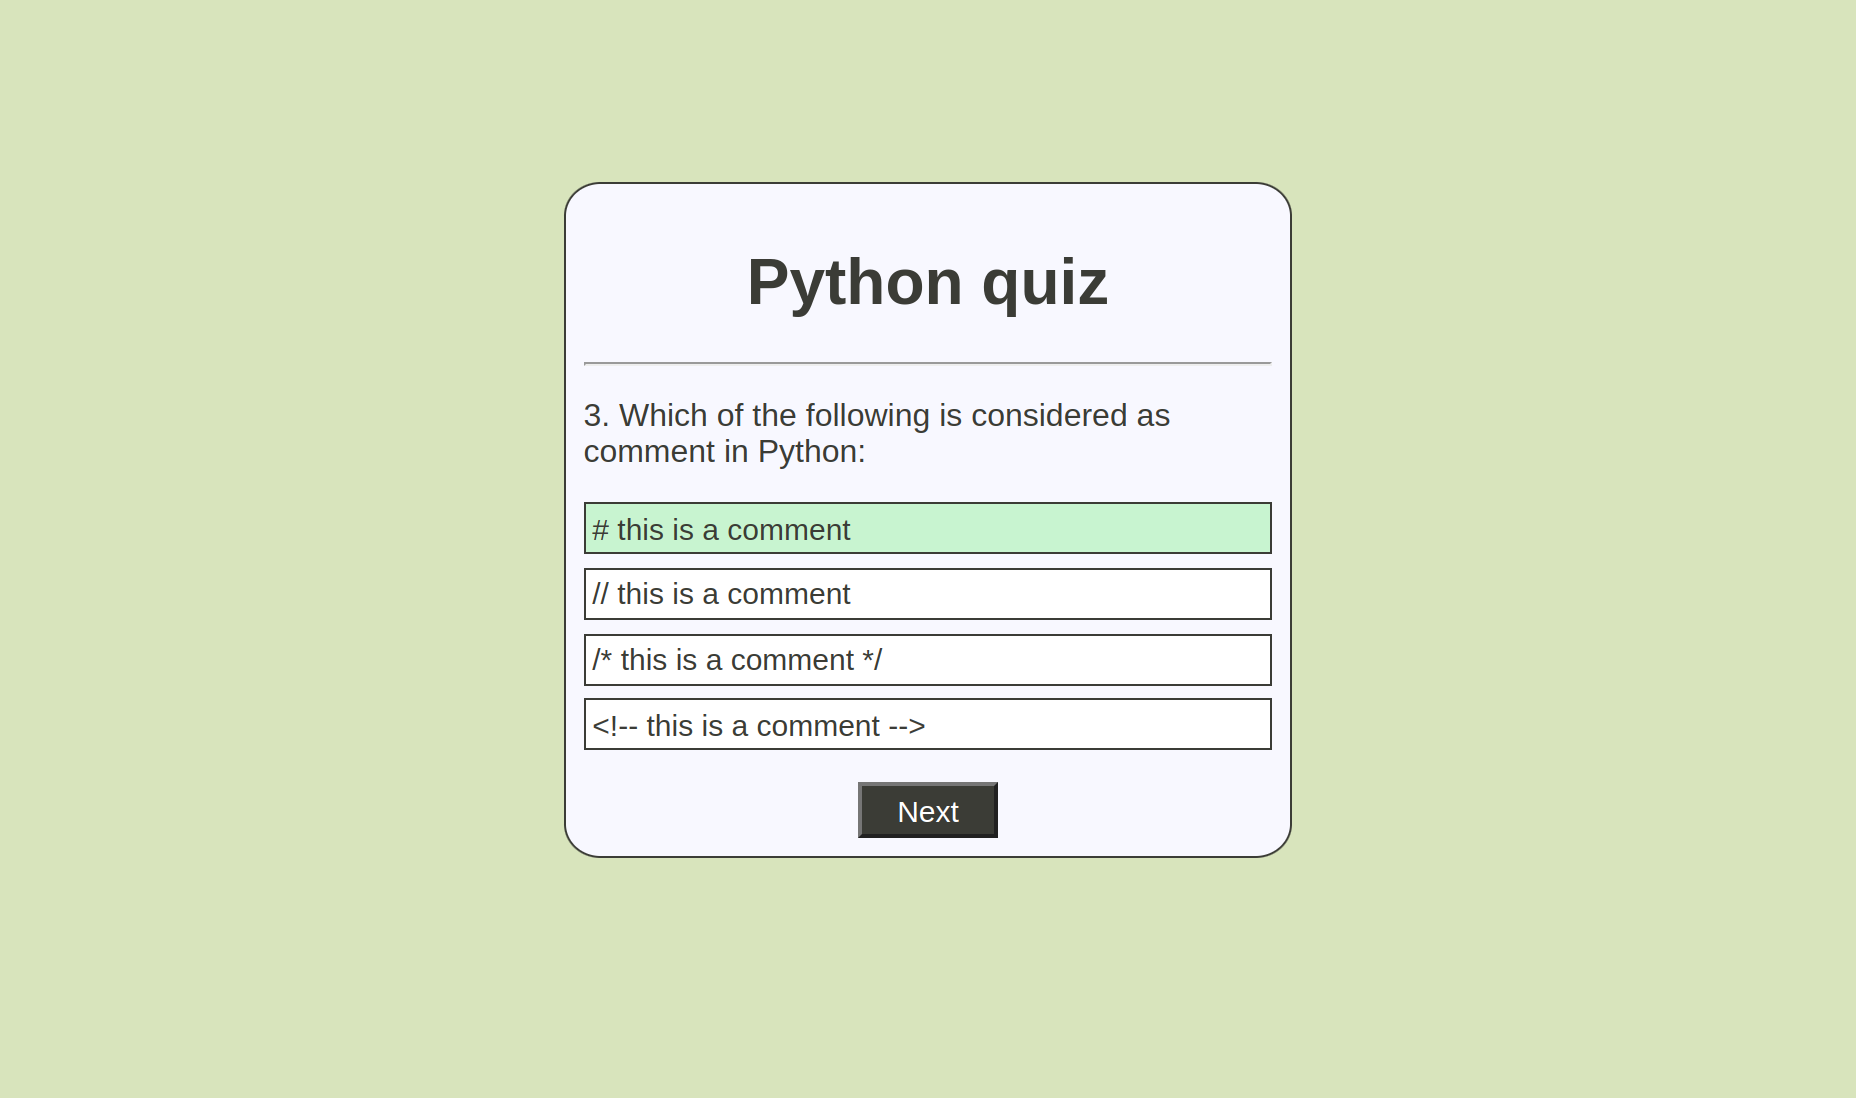 Python quiz
3. Which of the following is considered as
comment in Python:
# this is a comment
// this is a comment
/* this is a comment */
<!-- this is a comment -->
Next